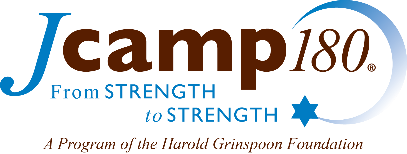 Jcamp180®
From STRENGTH
to STRENGTH
A Program of the Harold Grinspoon Foundation